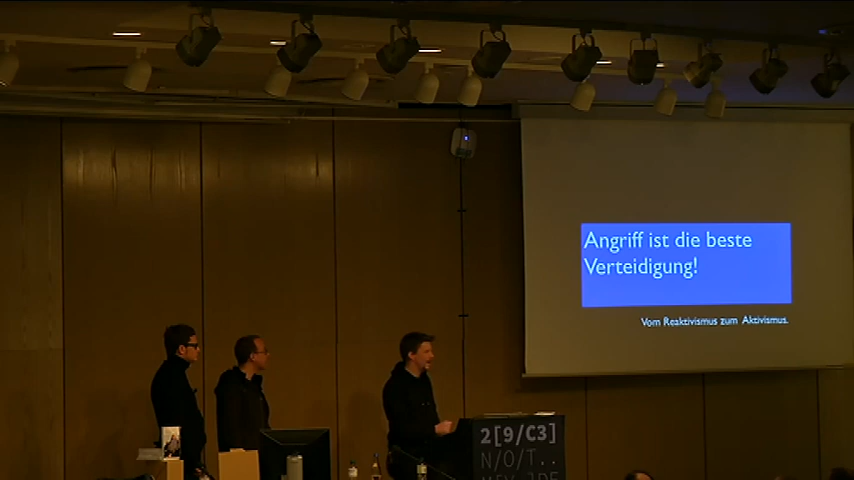 Angriff ist die beste
Verteidigung!
Vom Reaktivismus zum Aktivismus.
2[9/C3]
N/O/T..